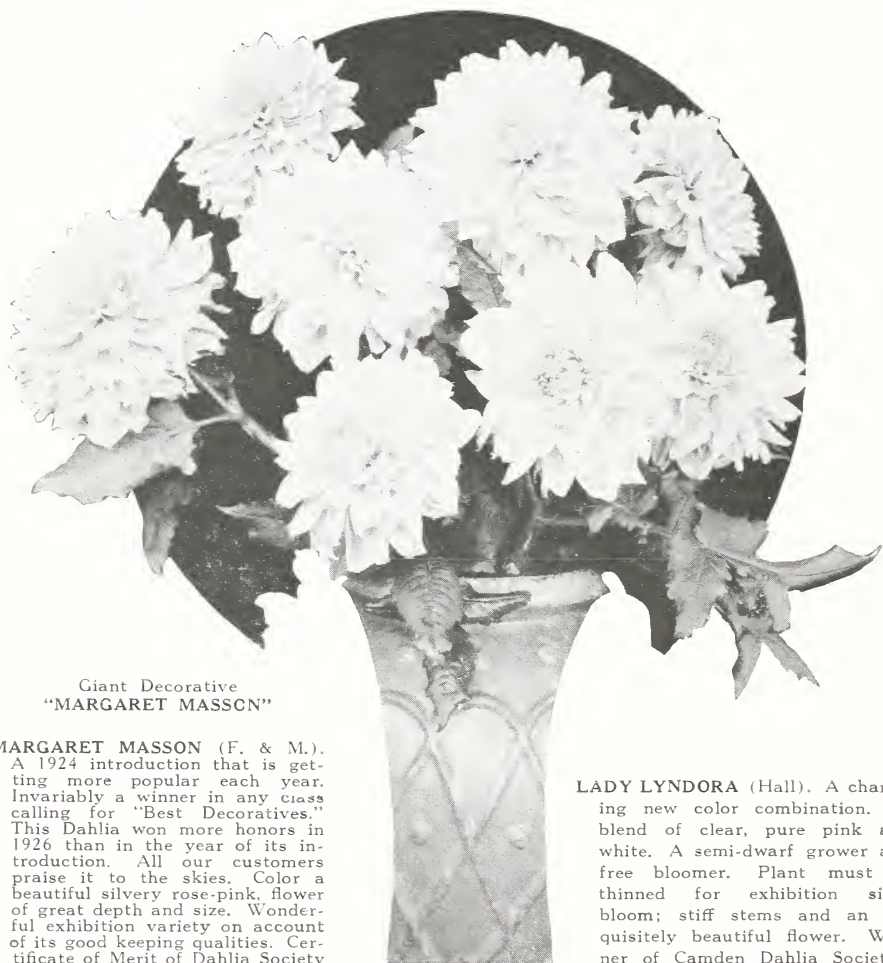 Giant Decorative
“MARGARET MASSON”
MARGARET MASSON (F. & M.).
A 1924 introduction that is get-
ting more popular each year.
Invariably a winner in any class
calling for “Best Decoratives.”
This Dahlia won more honors in
1926 than in the year of its in-
troduction. All our customers
praise it to the skies. Color a
beautiful silvery rose-pink, flower
of great depth and size. Wonder-
ful exhibition variety on account
of its good keeping qualities. Cer-
tificate of Merit of Dahlia Society
LADY LYNDORA (Hall). A
ing new color combination.
blend of clear, pure pink
white. A semi-dwarf grower
free bloomer. Plant must
thinned for exhibition
bloom; stiff stems and an
quisitely beautiful flower.
ner of Camden Dahlia